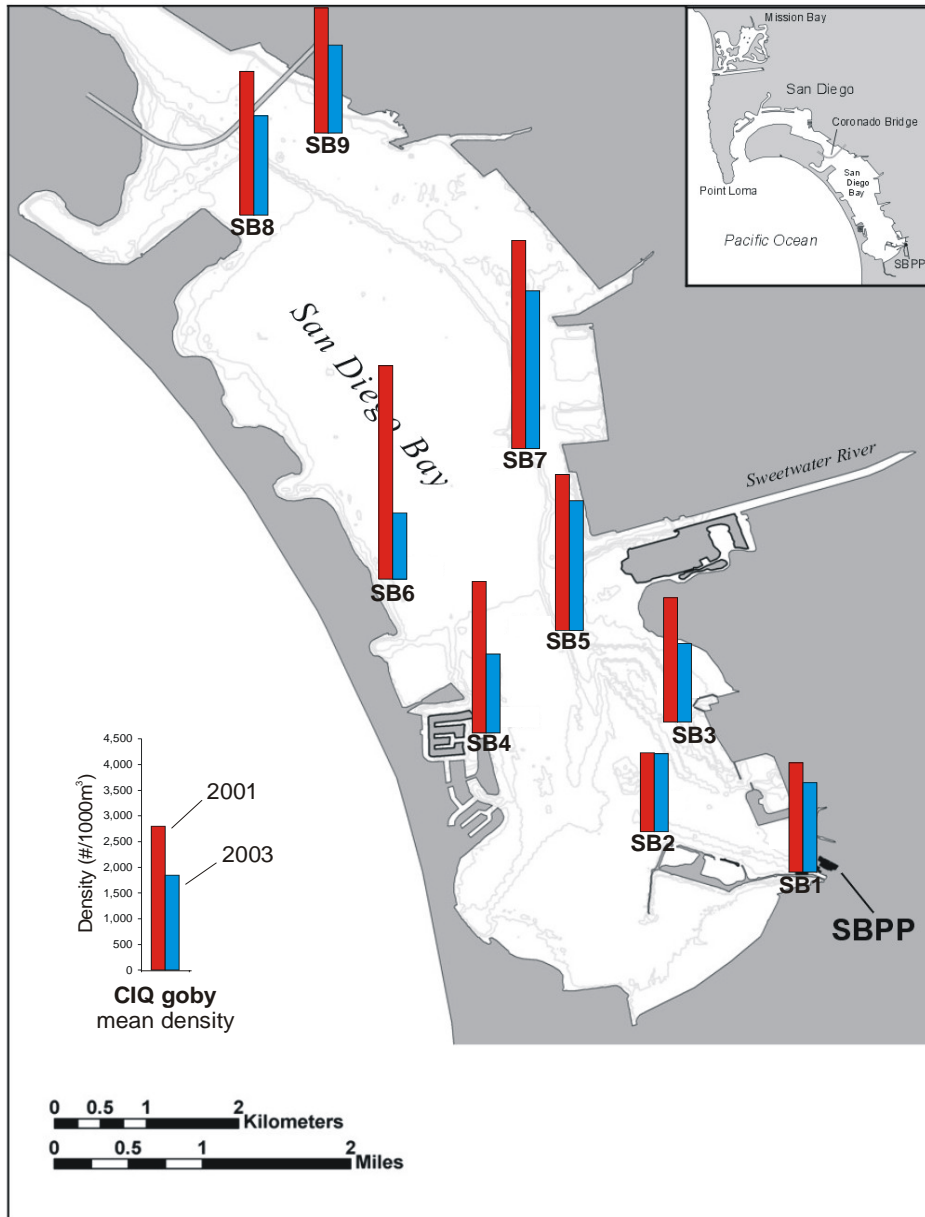 Mission Bay
San Diego
Coronado Bridge
San
Diego
Bay
Point Loma
Pacific Ocean
SBPP
SB9
SB8
San Diego Bay
SB7
Sweetwater River
SB6
SB5
SB4
SB3
SB2
SB1
SBPP
4,500
4,000
3,500
3,000
2,500
2,000
1,500
1,000
500
0
Density (#/1000m³)
2001
2003
CIQ goby
mean density
0 0.5 1 2 Kilometers
0 0.5 1 2 Miles